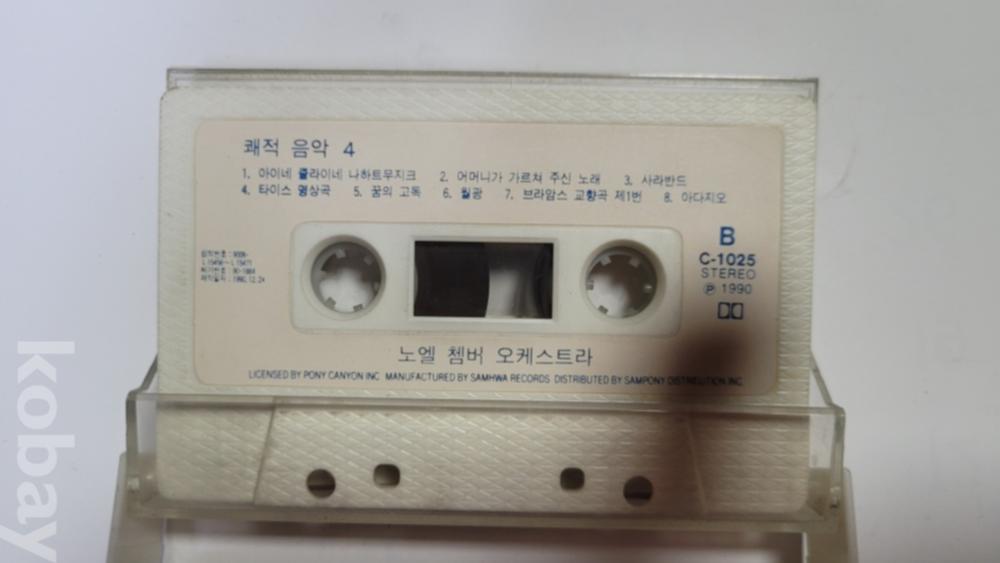 쾌적 음악 4
1. 아이네 클라이네 나하트무지크 2. 어머니가 가르쳐 주신 노래 3. 사라반드
4. 타이스 명상곡 5. 꿈의 고독 6. 월광 7. 브라암스 교향곡 제1번 8. 아다지오
B
C-1025
STEREO
℗ 1990
노엘 쳄버 오케스트라
LICENSED BY PONY CANYON INC MANUFACTURED BY SAMHWA RECORDS DISTRIBUTED BY SAMPONY DISTRIBUTION INC
kobay